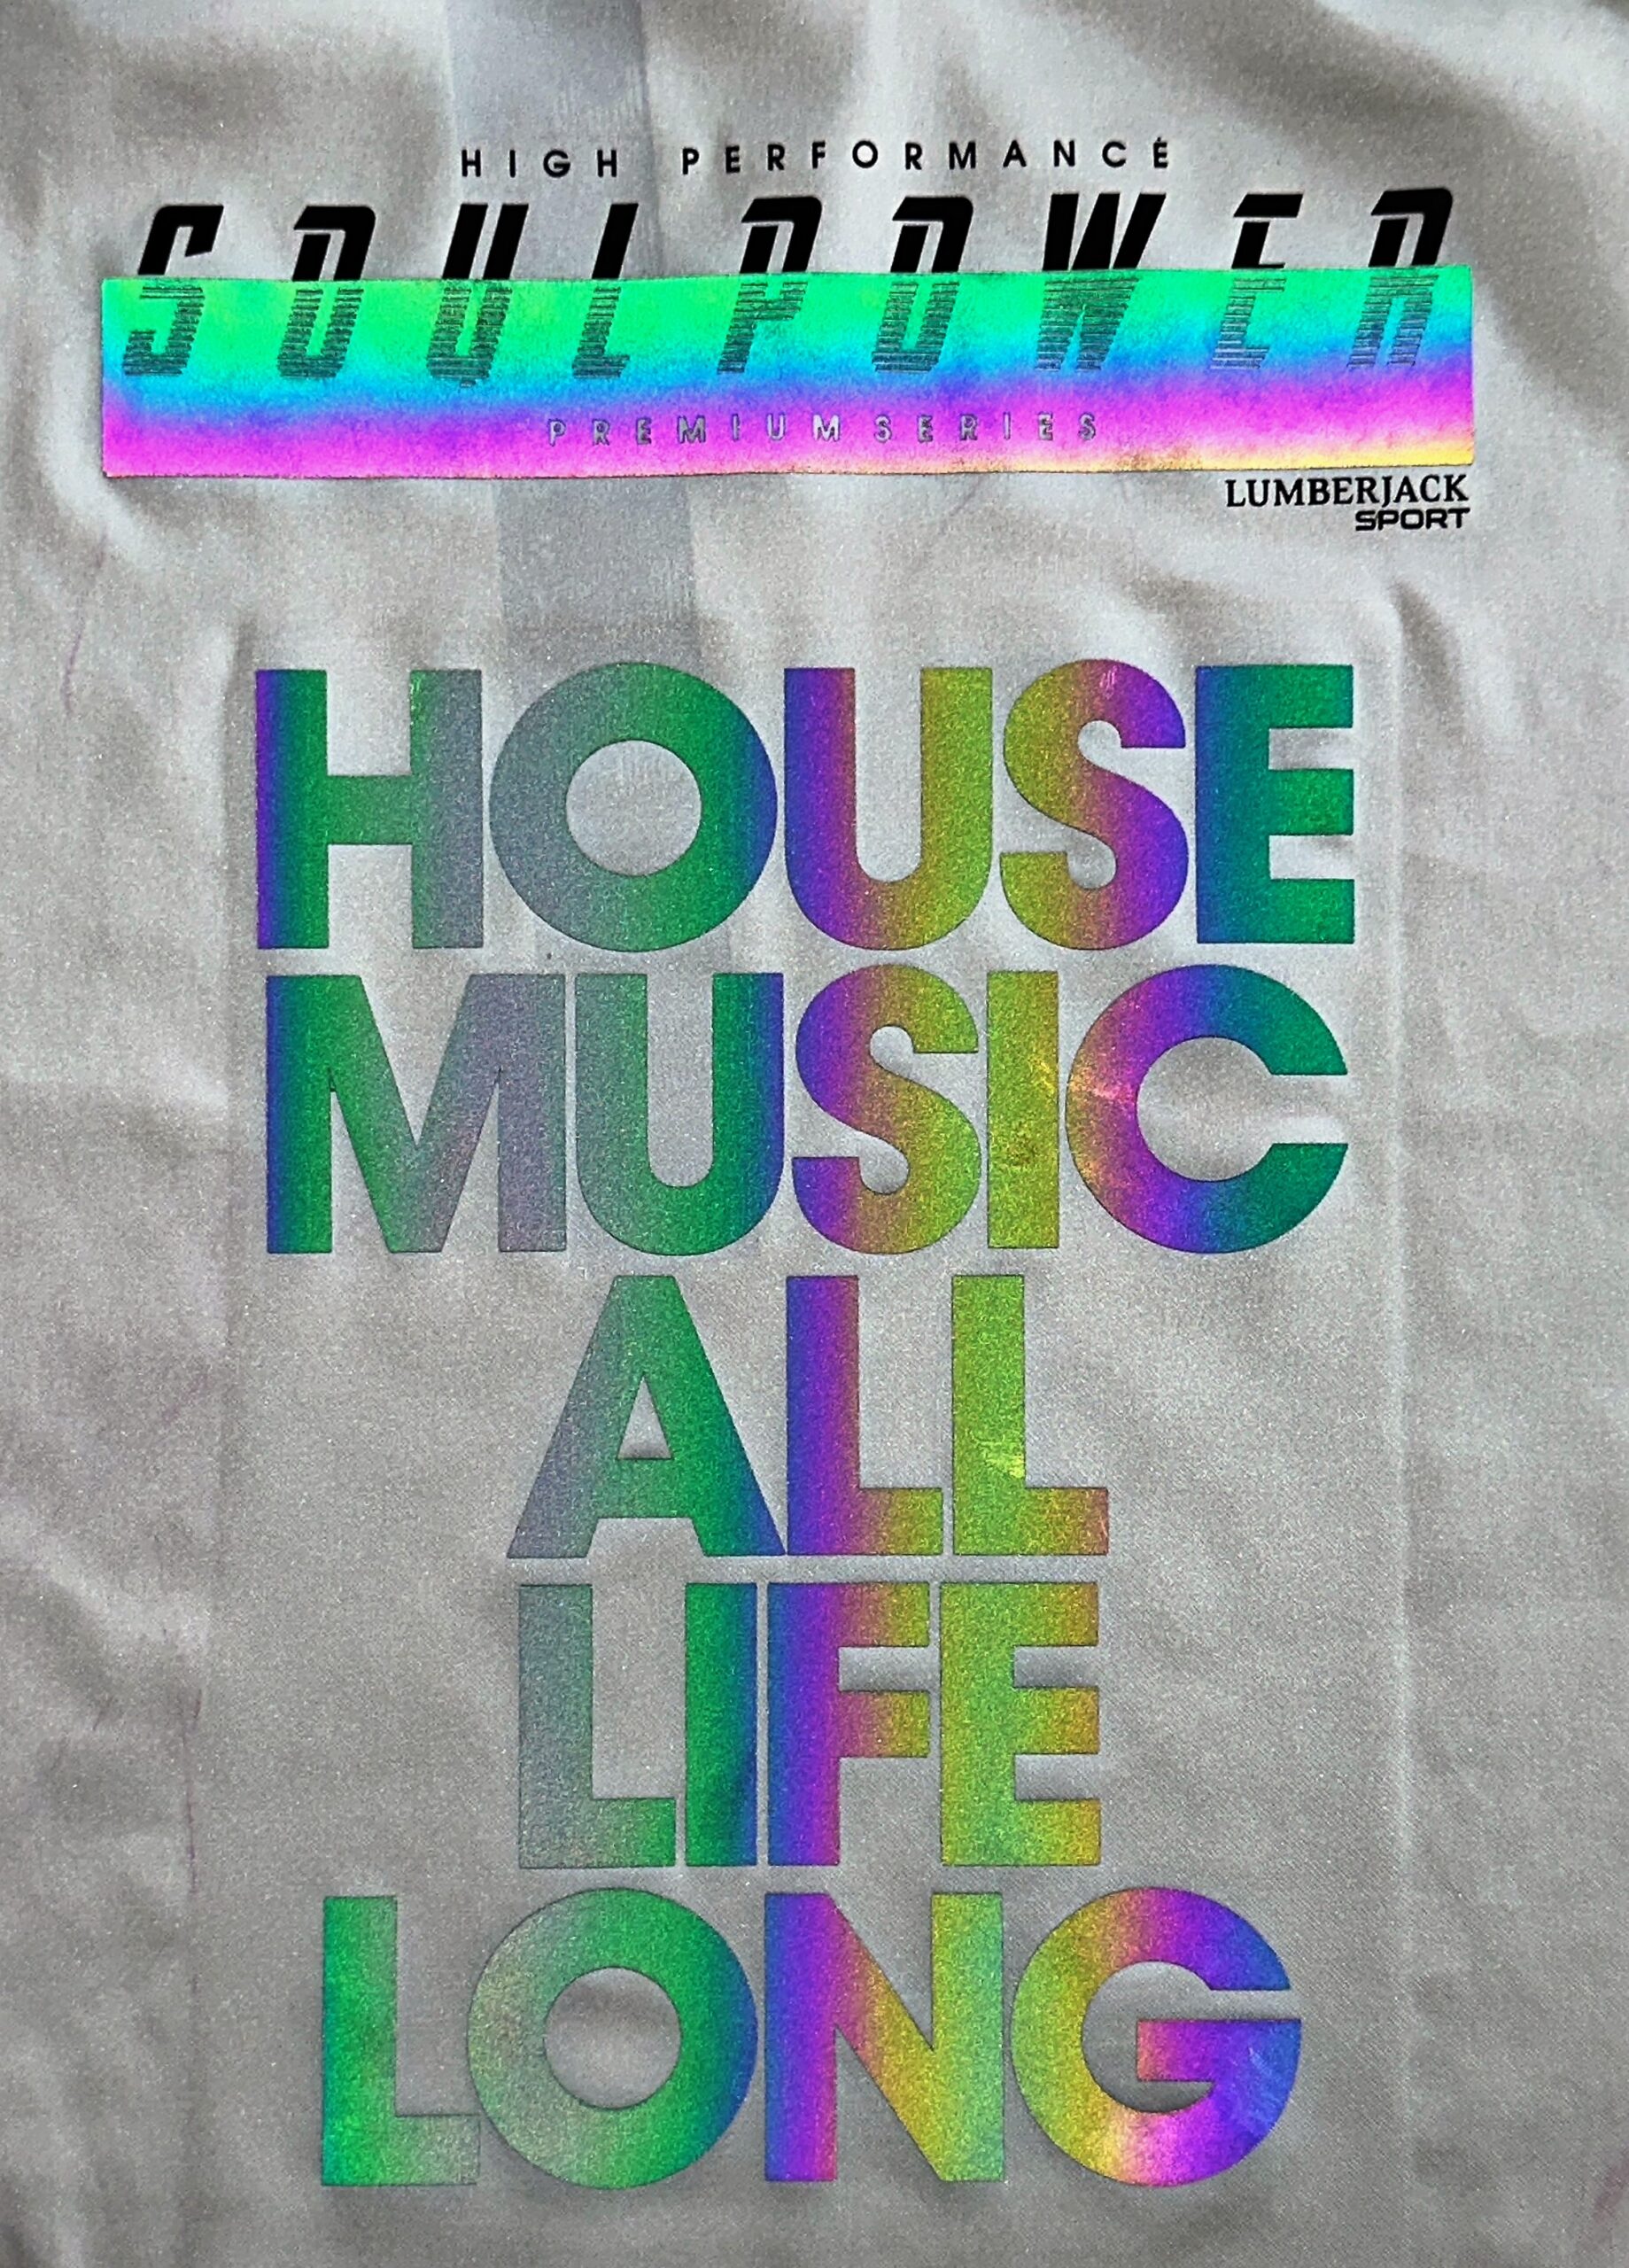 HIGH PERFORMANCE
SOULPOWER
PREMIUM SERIES
LUMBERJACK
SPORT
HOUSE
MUSIC
ALL
LIFE
LONG